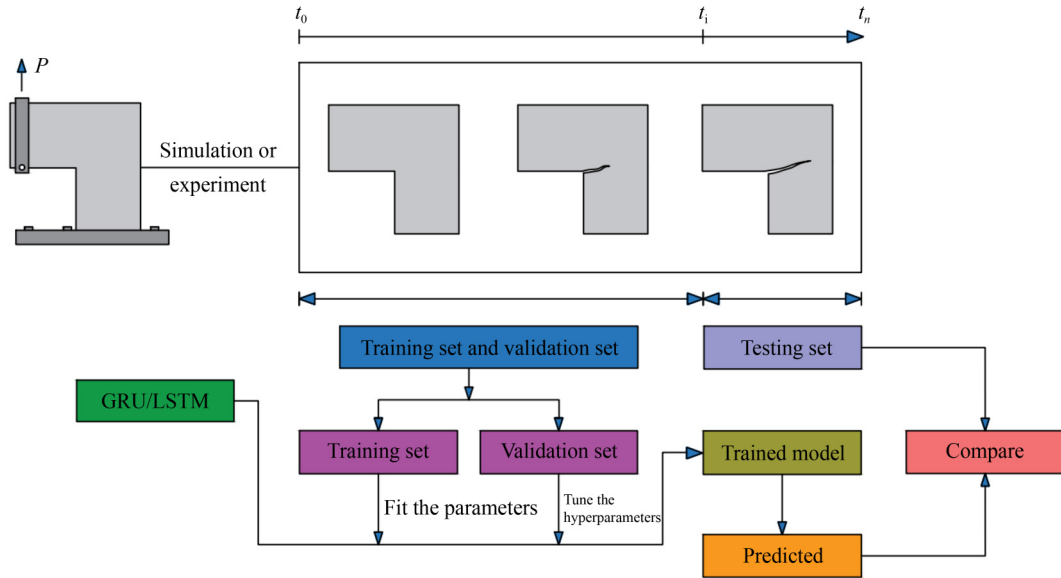 t0
ti
tn
P
Simulation or
experiment
Training set and validation set
Testing set
GRU/LSTM
Training set
Validation set
Trained model
Compare
Fit the parameters
Tune the
hyperparameters
Predicted